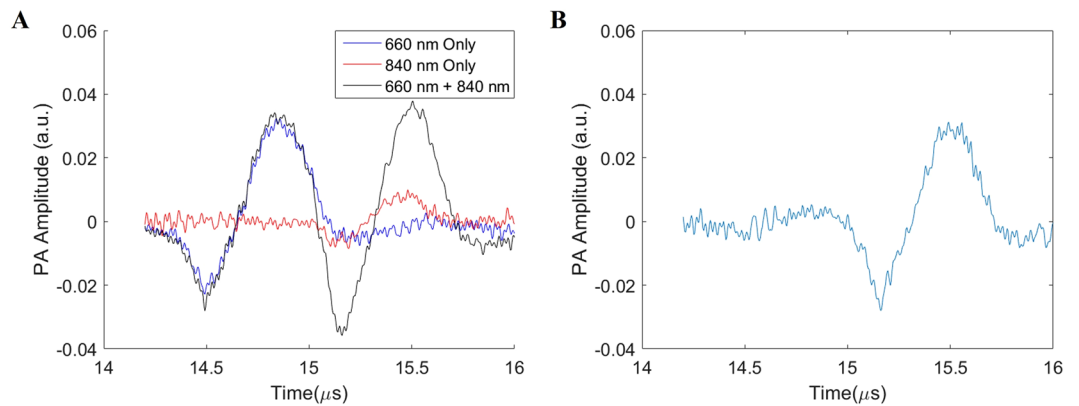 A
B
660 nm Only
840 nm Only
660 nm + 840 nm
PA Amplitude (a.u.)
0.06
0.04
0.02
0
-0.02
-0.04
14
14.5
15
15.5
16
Time(μs)
PA Amplitude (a.u.)
0.06
0.04
0.02
0
-0.02
-0.04
14
14.5
15
15.5
16
Time(μs)